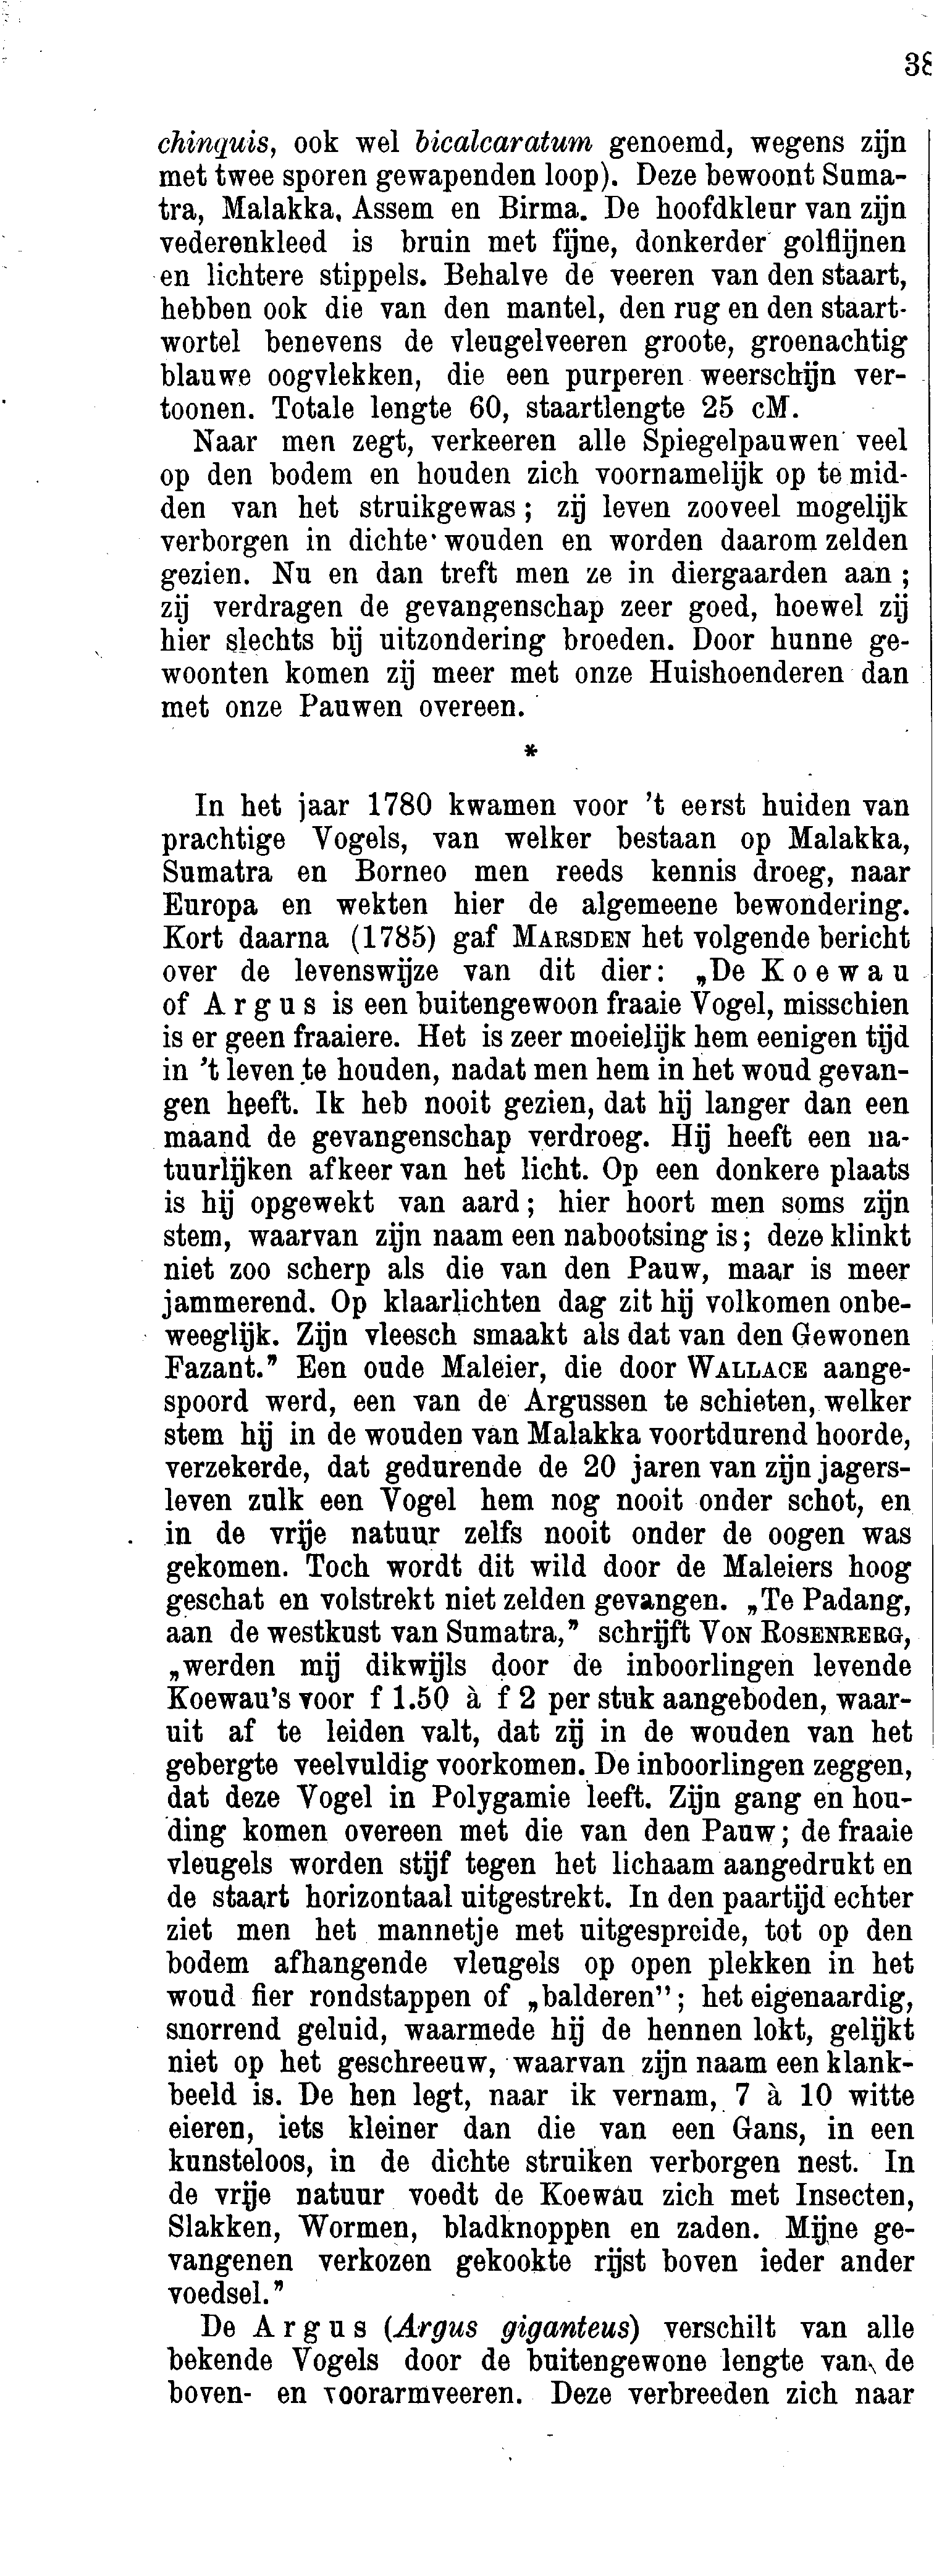 38
chinquis, ook wel bicalcaratum genoemd, wegens zijn
met twee sporen gewapenden loop). Deze bewoont Suma-
tra, Malakka, Assem en Birma. De hoofdkleur van zijn
vederenkleed is bruin met fijne, donkerder golflijnen
en lichtere stippels. Behalve de veeren van den staart,
hebben ook die van den mantel, den rug en den staart-
wortel benevens de vleugelveeren groote, groenachtig
blauwe oogvlekken, die een purperen weerschijn ver-
toonen. Totale lengte 60, staartlengte 25 cM.
Naar men zegt, verkeeren alle Spiegelpauwen veel
op den bodem en houden zich voornamelijk op te mid-
den van het struikgewas; zij leven zooveel mogelijk
verborgen in dichte wouden en worden daarom zelden
gezien. Nu en dan treft men ze in diergaarden aan;
zij verdragen de gevangenschap zeer goed, hoewel zij
hier slechts bij uitzondering broeden. Door hunne ge-
woonten komen zij meer met onze Huishoenderen dan
met onze Pauwen overeen.
*
In het jaar 1780 kwamen voor 't eerst huiden van
prachtige Vogels, van welker bestaan op Malakka,
Sumatra en Borneo men reeds kennis droeg, naar
Europa en wekten hier de algemeene bewondering.
Kort daarna (1785) gaf MARSDEN het volgende bericht
over de levenswijze van dit dier: „De Koewau
of Argus is een buitengewoon fraaie Vogel, misschien
is er geen fraaiere. Het is zeer moeielijk hem eenigen tijd
in 't leven te houden, nadat men hem in het woud gevan-
gen heeft. Ik heb nooit gezien, dat hij langer dan een
maand de gevangenschap verdroeg. Hij heeft een na-
tuurlijken afkeer van het licht. Op een donkere plaats
is hij opgewekt van aard; hier hoort men soms zijn
stem, waarvan zijn naam een nabootsing is; deze klinkt
niet zoo scherp als die van den Pauw, maar is meer
jammerend. Op klaarlichten dag zit hij volkomen onbe-
weeglijk. Zijn vleesch smaakt als dat van den Gewonen
Fazant.” Een oude Maleier, die door WALLACE aange-
spoord werd, een van de Argussen te schieten, welker
stem hij in de wouden van Malakka voortdurend hoorde,
verzekerde, dat gedurende de 20 jaren van zijn jagers-
leven zulk een Vogel hem nog nooit onder schot, en
in de vrije natuur zelfs nooit onder de oogen was
gekomen. Toch wordt dit wild door de Maleiers hoog
geschat en volstrekt niet zelden gevangen. „Te Padang,
aan de westkust van Sumatra,” schrijft VON ROSENBERG,
„werden mij dikwijls door de inboorlingen levende
Koewau's voor f 1.50 à f 2 per stuk aangeboden, waar-
uit af te leiden valt, dat zij in de wouden van het
gebergte veelvuldig voorkomen. De inboorlingen zeggen,
dat deze Vogel in Polygamie leeft. Zijn gang en hou-
ding komen overeen met die van den Pauw; de fraaie
vleugels worden stijf tegen het lichaam aangedrukt en
de staart horizontaal uitgestrekt. In den paartijd echter
ziet men het mannetje met uitgespreide, tot op den
bodem afhangende vleugels op open plekken in het
woud fier rondstappen of „balderen”; het eigenaardig,
snorrend geluid, waarmede hij de hennen lokt, gelijkt
niet op het geschreeuw, waarvan zijn naam een klank-
beeld is. De hen legt, naar ik vernam, 7 à 10 witte
eieren, iets kleiner dan die van een Gans, in een
kunsteloos, in de dichte struiken verborgen nest. In
de vrije natuur voedt de Koewau zich met Insecten,
Slakken, Wormen, bladknoppen en zaden. Mijne ge-
vangenen verkozen gekookte rijst boven ieder ander
voedsel.”
De Argus (Argus giganteus) verschilt van alle
bekende Vogels door de buitengewone lengte van de
boven- en voorarmveeren. Deze verbreeden zich naar